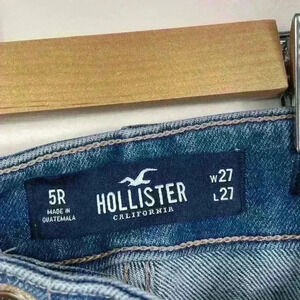 5R
MADE IN
GUATEMALA
HOLLISTER
CALIFORNIA
W27
L27